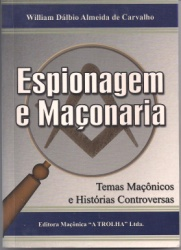 William Dálbio Almeida de Carvalho
Espionagem
e Maçonaria
Temas Maçônicos
e Histórias Controversas
Editora Maçônica "A TROLHA" Ltda.